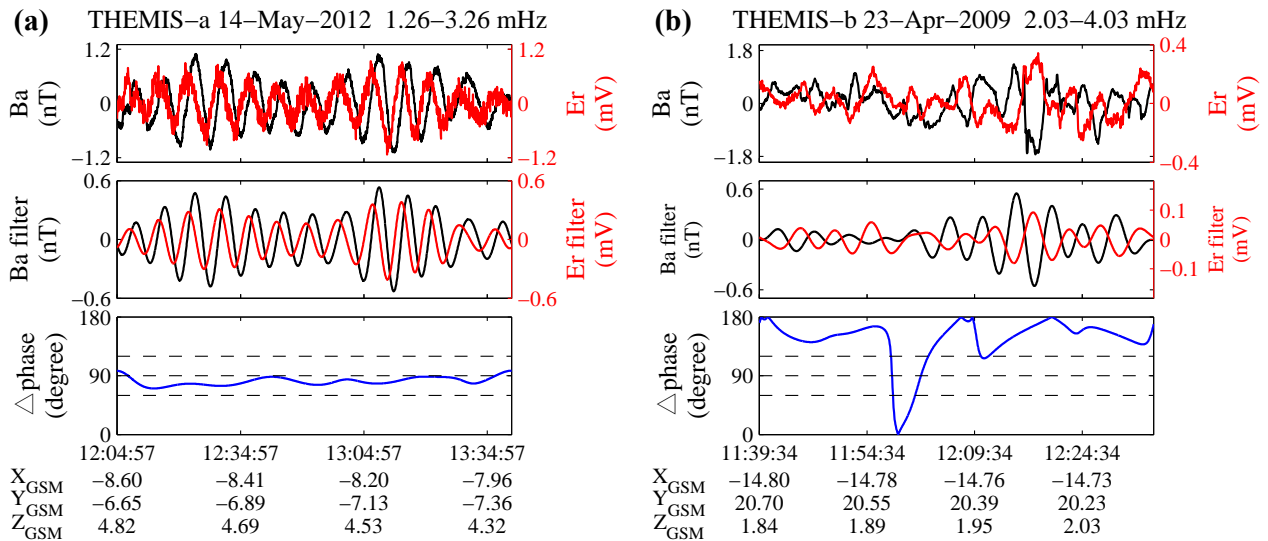 (a) THEMIS−a 14−May−2012 1.26−3.26 mHz
1.2
0
−1.2
Ba
(nT)
1.2
0
−1.2
Er
(mV)
0.6
0
−0.6
Ba filter
(nT)
0.6
0
−0.6
Er filter
(mV)
180
90
0
△phase
(degree)
12:04:57 12:34:57 13:04:57 13:34:57
X_GSM −8.60 −8.41 −8.20 −7.96
Y_GSM −6.65 −6.89 −7.13 −7.36
Z_GSM 4.82 4.69 4.53 4.32
(b) THEMIS−b 23−Apr−2009 2.03−4.03 mHz
1.8
0
−1.8
Ba
(nT)
0.4
0
−0.4
Er
(mV)
0.6
0
−0.6
Ba filter
(nT)
0.1
0
−0.1
Er filter
(mV)
180
90
0
△phase
(degree)
11:39:34 11:54:34 12:09:34 12:24:34
X_GSM −14.80 −14.78 −14.76 −14.73
Y_GSM 20.70 20.55 20.39 20.23
Z_GSM 1.84 1.89 1.95 2.03